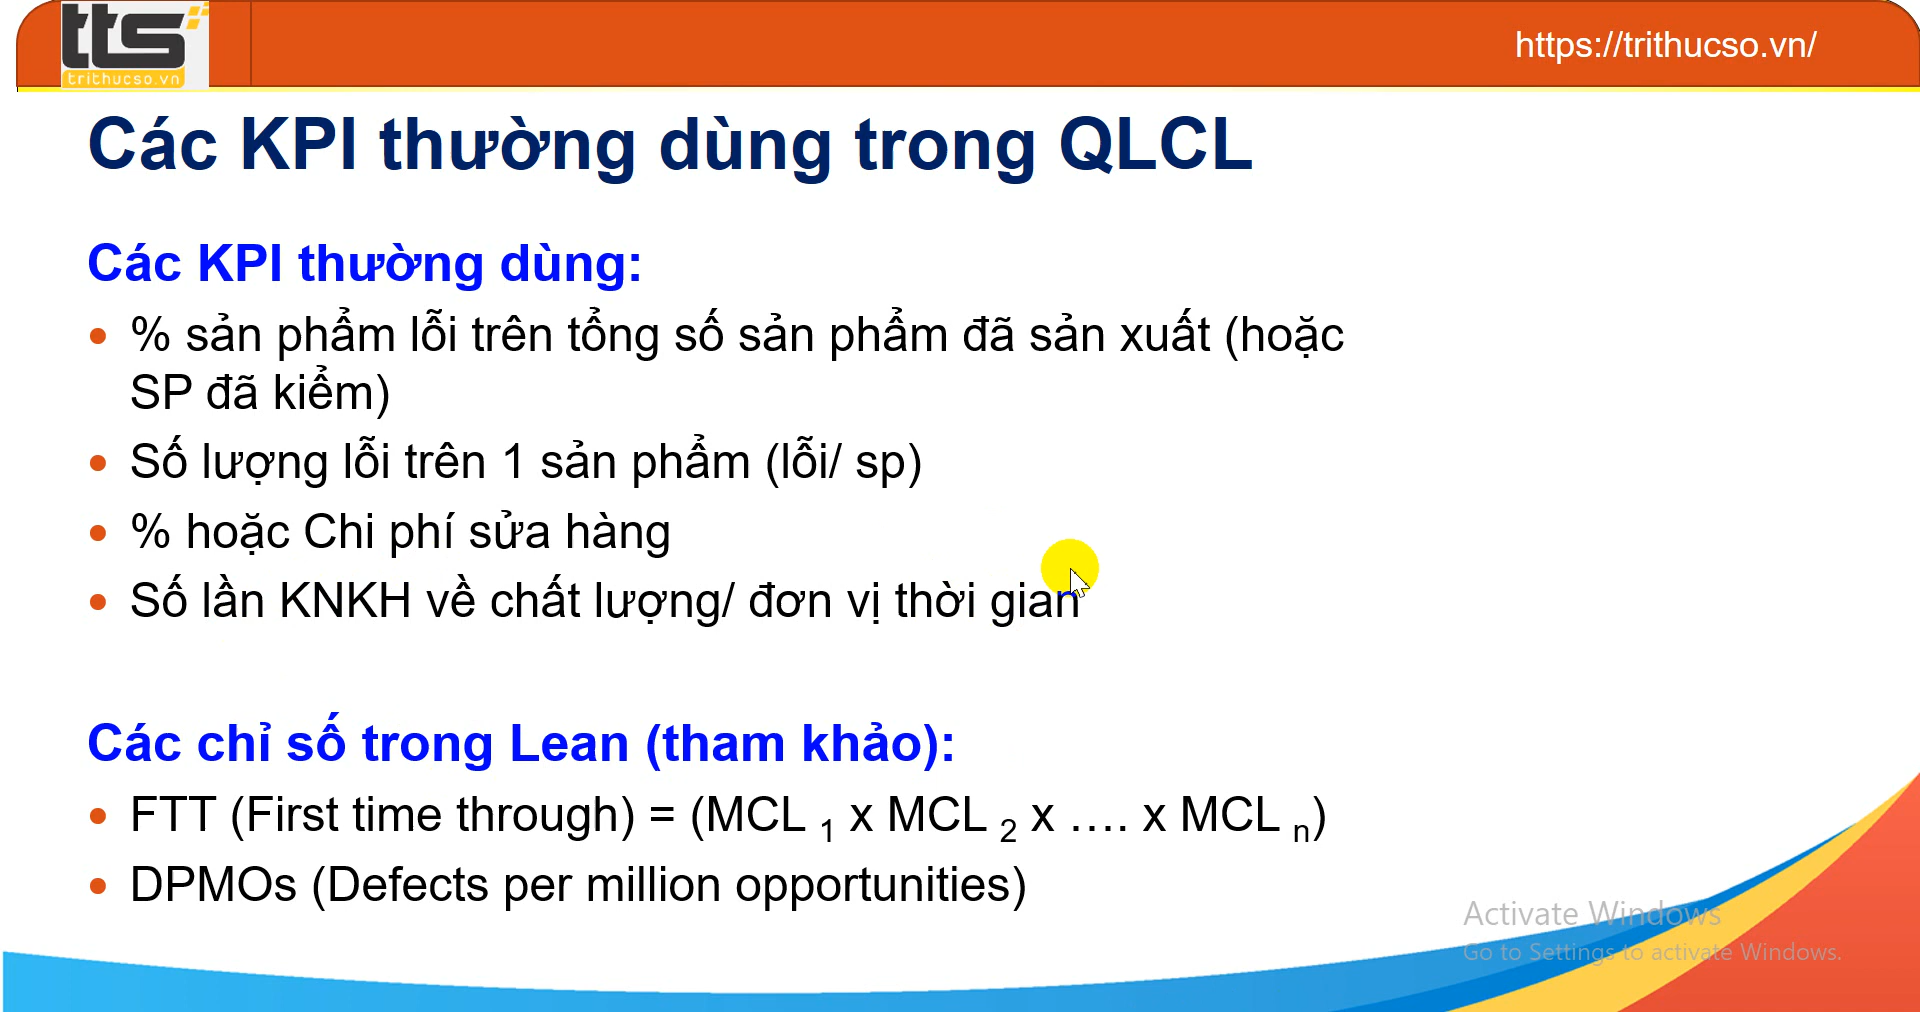 tts
trithucso.vn
https://trithucso.vn/
Các KPI thường dùng trong QLCL
Các KPI thường dùng:
• % sản phẩm lỗi trên tổng số sản phẩm đã sản xuất (hoặc
SP đã kiểm)
• Số lượng lỗi trên 1 sản phẩm (lỗi/ sp)
• % hoặc Chi phí sửa hàng
• Số lần KNKH về chất lượng/ đơn vị thời gian
Các chỉ số trong Lean (tham khảo):
• FTT (First time through) = (MCL 1 x MCL 2 x .... x MCL n)
• DPMOs (Defects per million opportunities)
Activate Windows
Go to Settings to activate Windows.